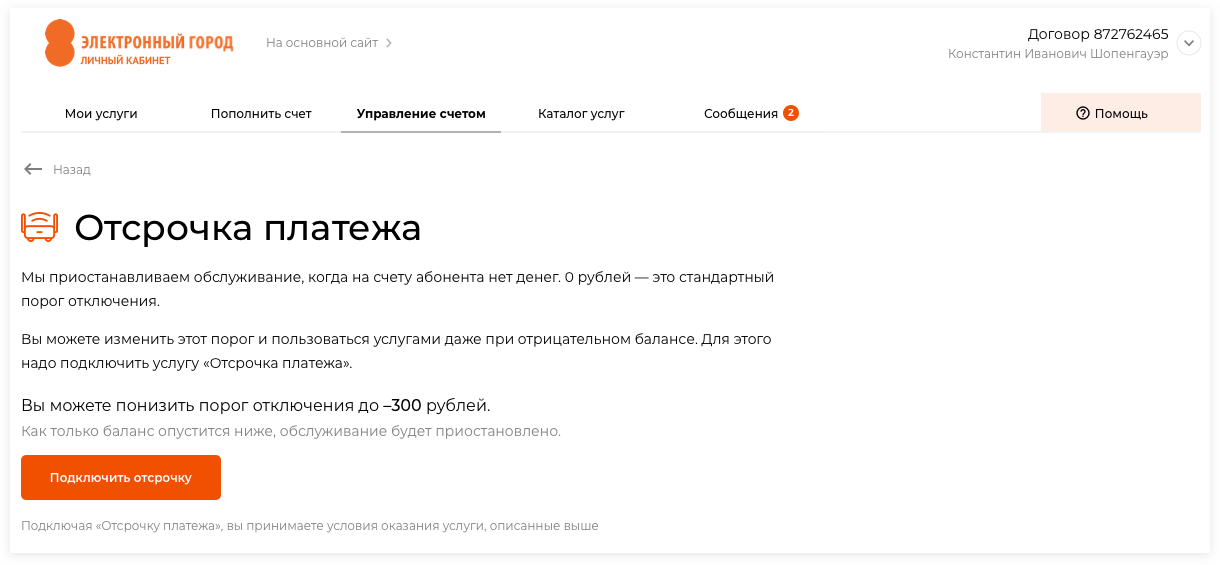 ЭЛЕКТРОННЫЙ ГОРОД
ЛИЧНЫЙ КАБИНЕТ
На основной сайт
Договор 872762465
Константин Иванович Шопенгауэр
Мои услуги
Пополнить счет
Управление счетом
Каталог услуг
Сообщения 2
Помощь
Назад
Отсрочка платежа
Мы приостанавливаем обслуживание, когда на счету абонента нет денег. 0 рублей — это стандартный
порог отключения.
Вы можете изменить этот порог и пользоваться услугами даже при отрицательном балансе. Для этого
надо подключить услугу «Отсрочка платежа».
Вы можете понизить порог отключения до –300 рублей.
Как только баланс опустится ниже, обслуживание будет приостановлено.
Подключить отсрочку
Подключая «Отсрочку платежа», вы принимаете условия оказания услуги, описанные выше